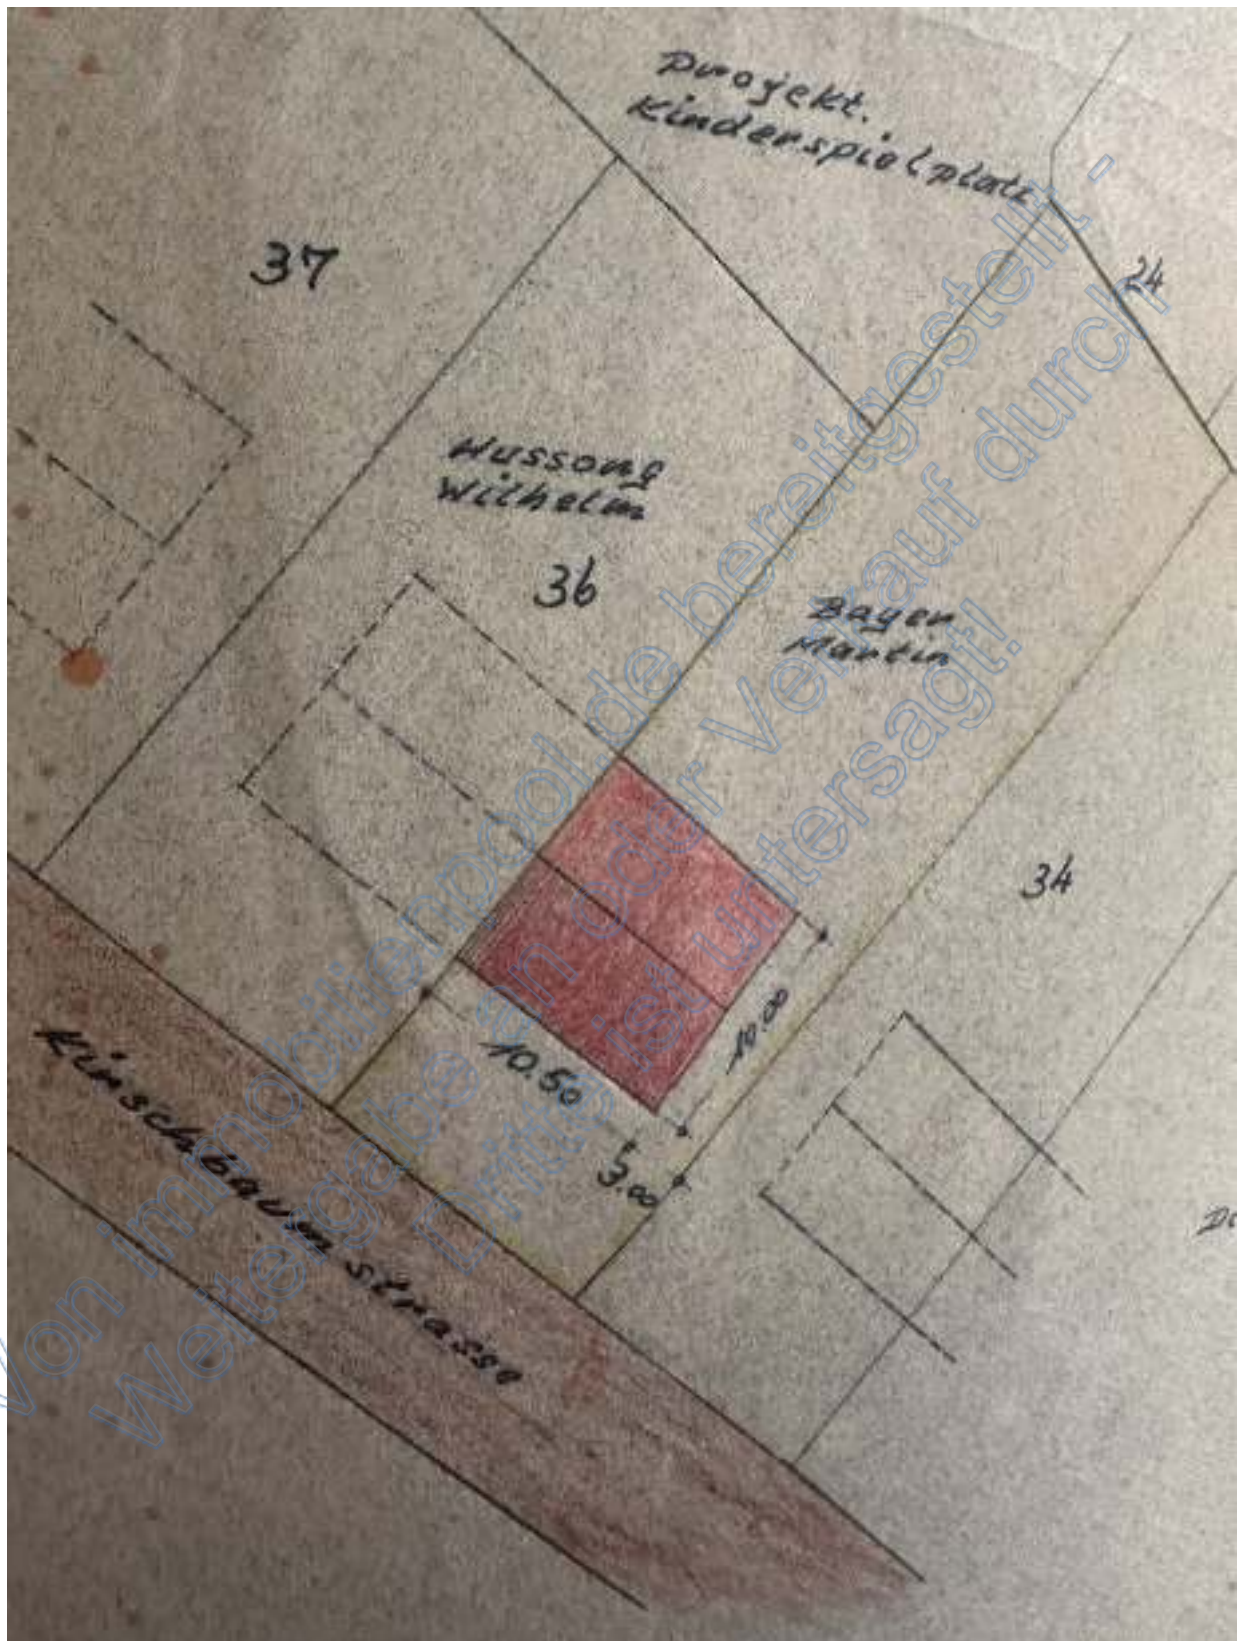 Projekt.
Kinderspielplatz
24
37
Hussong
Wilhelm
36
Bayer
Martin
34
10.00
10.50
3.00
Kirschbaumstrasse
Von immobilienpool.de bereitgestellt -
Weitergabe an oder Verkauf durch
Dritte ist untersagt!